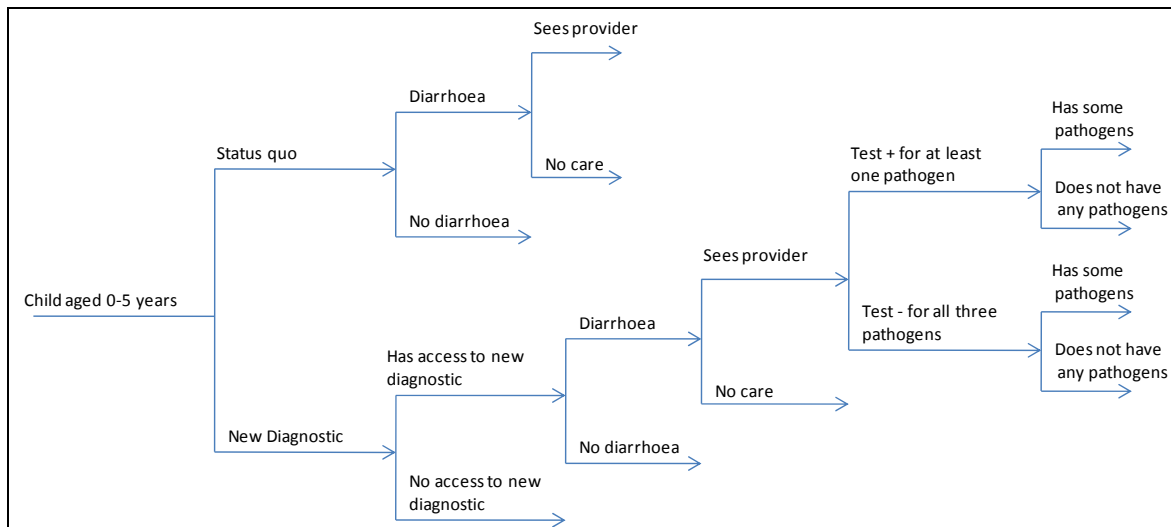 Sees provider
Diarrhoea
Status quo
No care
No diarrhoea
Child aged 0-5 years
New Diagnostic
Has access to new
diagnostic
No access to new
diagnostic
Diarrhoea
No diarrhoea
Sees provider
No care
Test + for at least
one pathogen
Test - for all three
pathogens
Has some
pathogens
Does not have
any pathogens
Has some
pathogens
Does not have
any pathogens